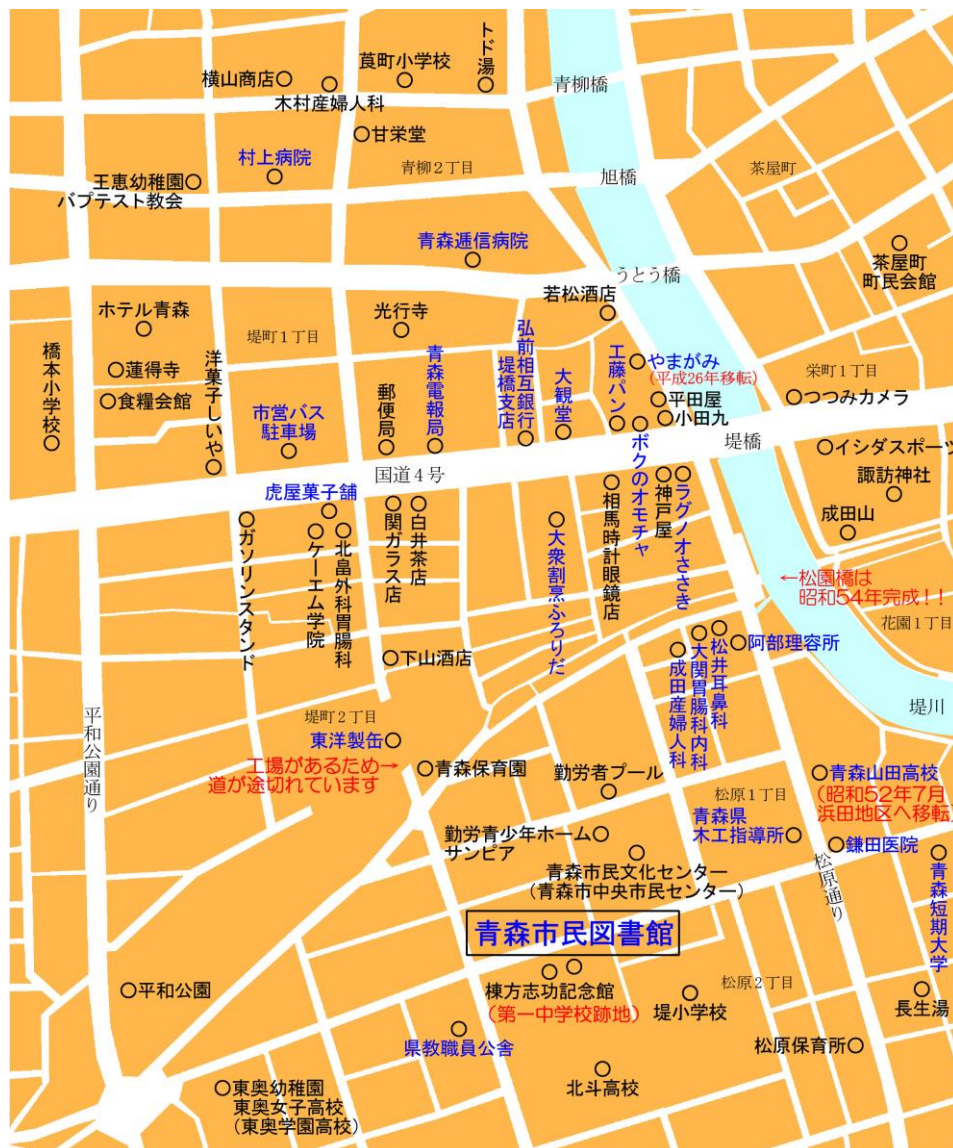 トド湯
莨町小学校
横山商店
木村産婦人科
青柳橋
甘栄堂
村上病院
青柳2丁目
旭橋
茶屋町
王恵幼稚園
バプテスト教会
青森逓信病院
茶屋町
町民会館
うとう橋
若松酒店
ホテル青森
光行寺
堤町1丁目
橋本小学校
蓮得寺
食糧会館
洋菓子しいや
市営バス
駐車場
郵便局
青森電報局
弘前相互銀行
堤橋支店
大観堂
工藤パン
やまがみ
(平成26年移転)
平田屋
小田九
栄町1丁目
つつみカメラ
堤橋
イシダスポーツ
諏訪神社
成田山
国道4号
虎屋菓子舗
ガソリンスタンド
ケーエム学院
北畠外科胃腸科
関ガラス店
白井茶店
大衆割烹ふろりだ
相馬時計眼鏡店
ボクのオモチャ
神戸屋
ラグノオささき
←松園橋は
昭和54年完成!!
花園1丁目
堤川
下山酒店
成田産婦人科
大関胃腸科内科
松井耳鼻科
阿部理容所
平和公園通り
堤町2丁目
東洋製缶
工場があるため→
道が途切れています
青森保育園
勤労者プール
松原1丁目
青森県
木工指導所
青森山田高校
(昭和52年7月
浜田地区へ移転)
鎌田医院
松原通り
青森短期大学
勤労青少年ホーム
サンピア
青森市民文化センター
(青森市中央市民センター)
青森市民図書館
棟方志功記念館
(第一中学校跡地)
堤小学校
松原2丁目
長生湯
平和公園
県教職員公舎
松原保育所
北斗高校
東奥幼稚園
東奥女子高校
(東奥学園高校)